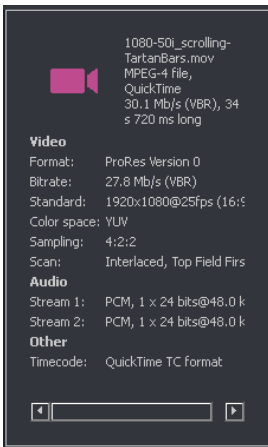 1080-50i_scrolling-
TartanBars.mov
MPEG-4 file,
QuickTime
30.1 Mb/s (VBR), 34
s 720 ms long
Video
Format: ProRes Version 0
Bitrate: 27.8 Mb/s (VBR)
Standard: 1920x1080@25fps (16:9
Color space: YUV
Sampling: 4:2:2
Scan: Interlaced, Top Field Firs
Audio
Stream 1: PCM, 1 x 24 bits@48.0 k
Stream 2: PCM, 1 x 24 bits@48.0 k
Other
Timecode: QuickTime TC format